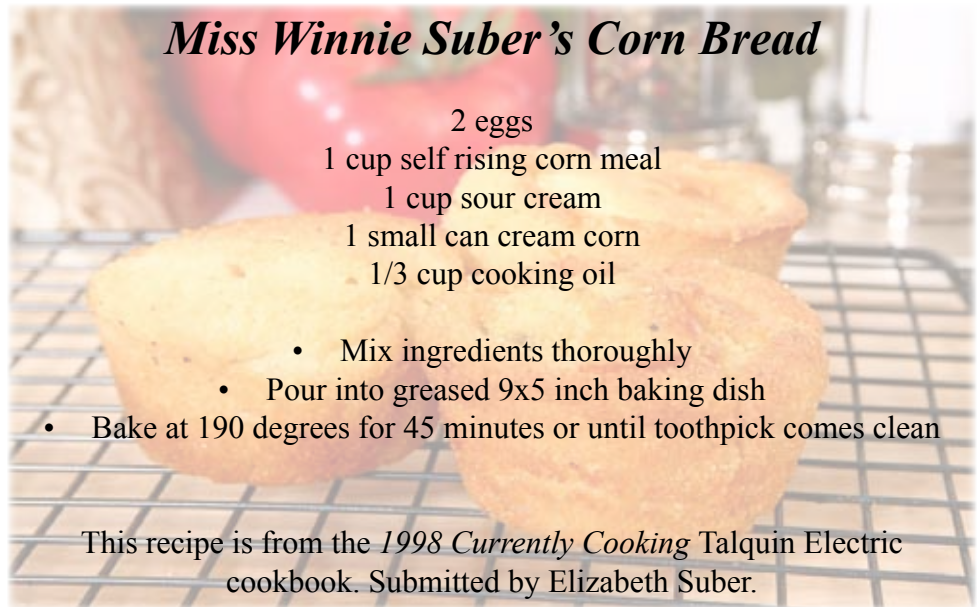 Miss Winnie Suber’s Corn Bread
2 eggs
1 cup self rising corn meal
1 cup sour cream
1 small can cream corn
1/3 cup cooking oil
• Mix ingredients thoroughly
• Pour into greased 9x5 inch baking dish
• Bake at 190 degrees for 45 minutes or until toothpick comes clean
This recipe is from the 1998 Currently Cooking Talquin Electric
cookbook. Submitted by Elizabeth Suber.